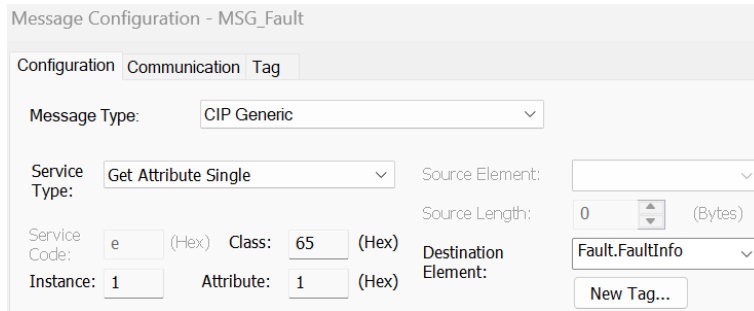 Message Configuration - MSG_Fault
Configuration Communication Tag
Message Type: CIP Generic
Service Type: Get Attribute Single
Source Element:
Source Length: 0 (Bytes)
Service Code: e (Hex) Class: 65 (Hex)
Destination Element: Fault.FaultInfo
Instance: 1 Attribute: 1 (Hex)
New Tag...